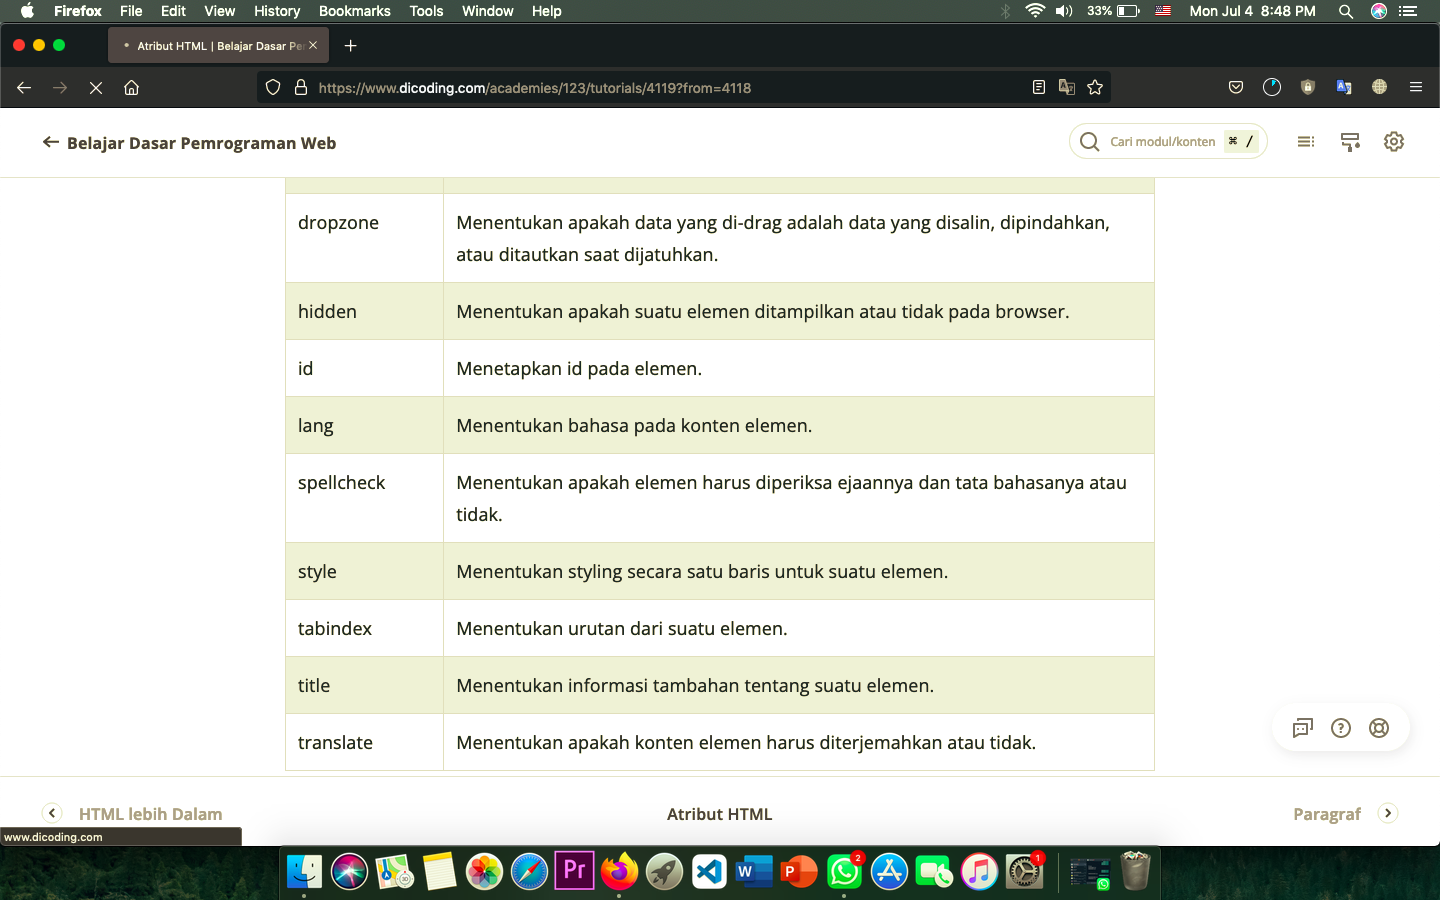 Firefox File Edit View History Bookmarks Tools Window Help 33% Mon Jul 4 8:48 PM
Atribut HTML | Belajar Dasar Pe
https://www.dicoding.com/academies/123/tutorials/4119?from=4118
Belajar Dasar Pemrograman Web
Cari modul/konten ⌘ /
dropzone Menentukan apakah data yang di-drag adalah data yang disalin, dipindahkan,
atau ditautkan saat dijatuhkan.
hidden Menentukan apakah suatu elemen ditampilkan atau tidak pada browser.
id Menetapkan id pada elemen.
lang Menentukan bahasa pada konten elemen.
spellcheck Menentukan apakah elemen harus diperiksa ejaannya dan tata bahasanya atau
tidak.
style Menentukan styling secara satu baris untuk suatu elemen.
tabindex Menentukan urutan dari suatu elemen.
title Menentukan informasi tambahan tentang suatu elemen.
translate Menentukan apakah konten elemen harus diterjemahkan atau tidak.
HTML lebih Dalam Atribut HTML Paragraf
www.dicoding.com
Pr W P 2 1